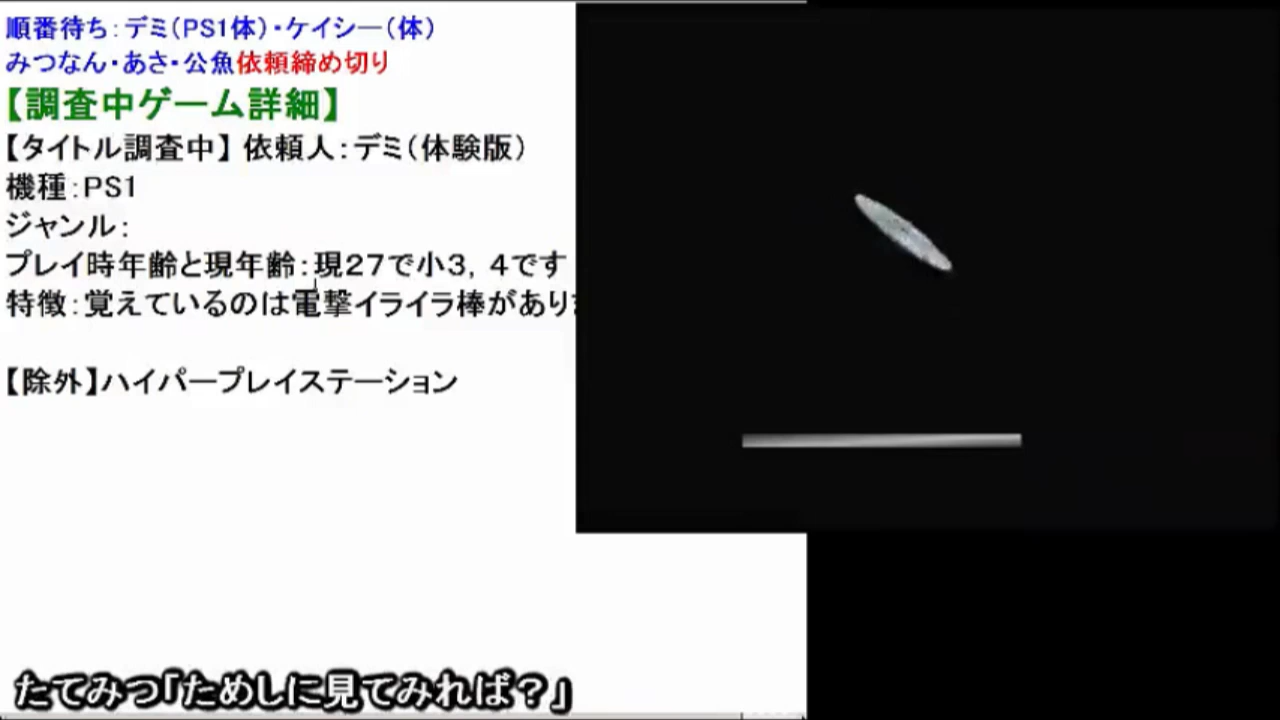 順番待ち：デミ（PS1体）・ケイシー（体）
みつなん・あさ・公魚依頼締め切り
【調査中ゲーム詳細】
【タイトル調査中】 依頼人：デミ（体験版）
機種：PS1
ジャンル：
プレイ時年齢と現年齢：現２７で小３，４です
特徴：覚えているのは電撃イライラ棒があり
【除外】ハイパープレイステーション
たてみつ「ためしに見てみれば？」